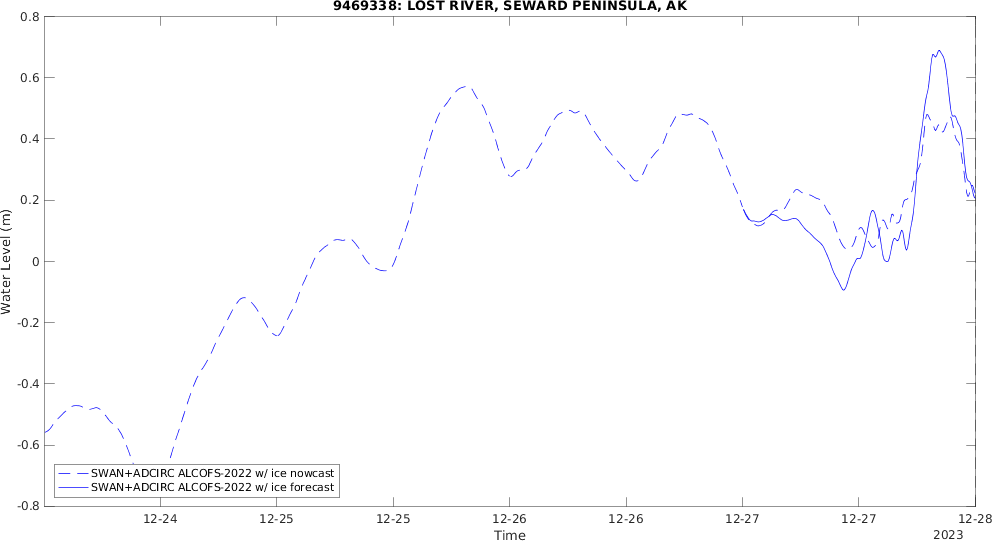 9469338: LOST RIVER, SEWARD PENINSULA, AK
0.8
0.6
0.4
0.2
0
-0.2
-0.4
-0.6
-0.8
Water Level (m)
SWAN+ADCIRC ALCOFS-2022 w/ ice nowcast
SWAN+ADCIRC ALCOFS-2022 w/ ice forecast
12-24 12-25 12-25 12-26 12-26 12-27 12-27 12-28
Time
2023